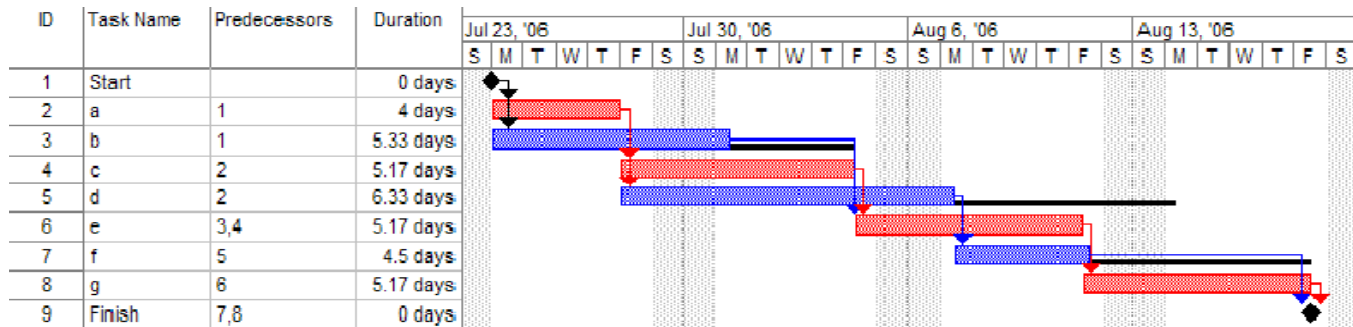 ID Task Name Predecessors Duration Jul 23, '06 Jul 30, '06 Aug 6, '06 Aug 13, '06
S M T W T F S S M T W T F S S M T W T F S S M T W T F S
1 Start 0 days
2 a 1 4 days
3 b 1 5.33 days
4 c 2 5.17 days
5 d 2 6.33 days
6 e 3,4 5.17 days
7 f 5 4.5 days
8 g 6 5.17 days
9 Finish 7,8 0 days